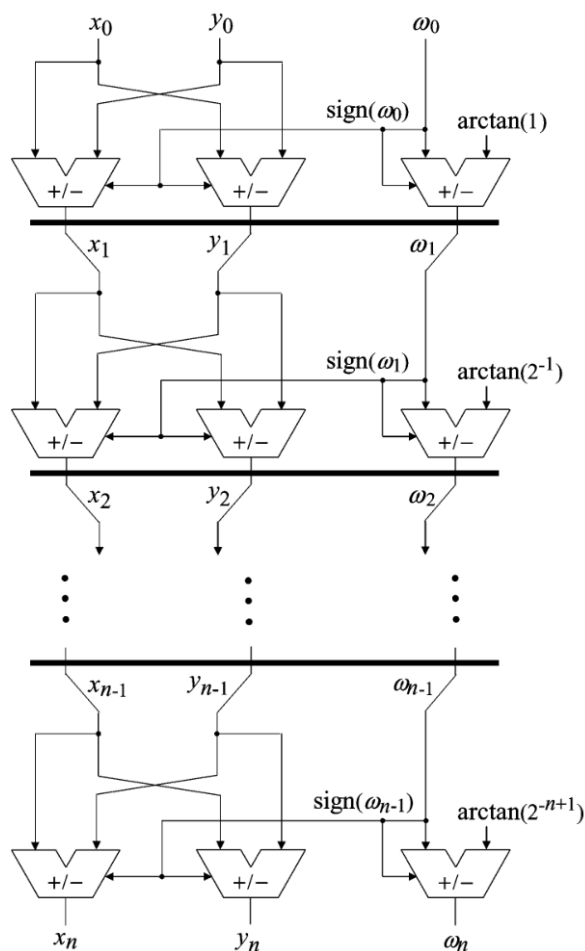 x₀ y₀ ω₀
sign(ω₀) arctan(1)
+/− +/− +/−
x₁ y₁ ω₁
sign(ω₁) arctan(2⁻¹)
+/− +/− +/−
x₂ y₂ ω₂
xₙ₋₁ yₙ₋₁ ωₙ₋₁
sign(ωₙ₋₁) arctan(2⁻ⁿ⁺¹)
+/− +/− +/−
xₙ yₙ ωₙ